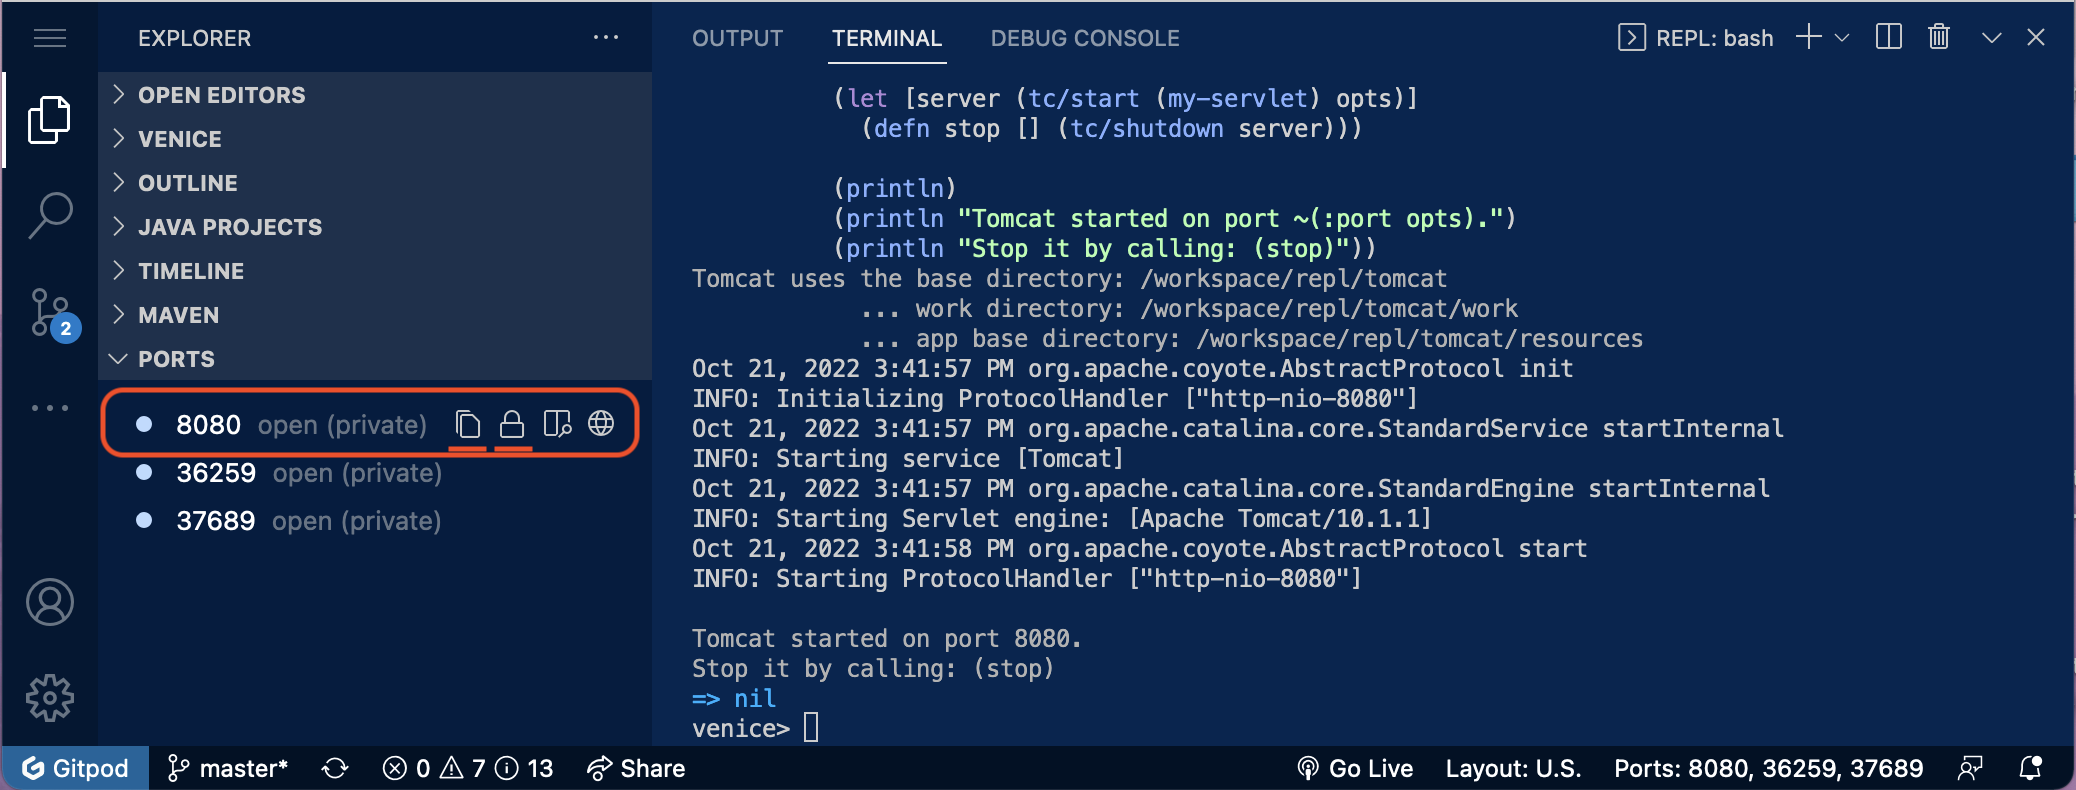 EXPLORER
OPEN EDITORS
VENICE
OUTLINE
JAVA PROJECTS
TIMELINE
MAVEN
PORTS
8080 open (private)
36259 open (private)
37689 open (private)
2
OUTPUT TERMINAL DEBUG CONSOLE REPL: bash
(let [server (tc/start (my-servlet) opts)]
(defn stop [] (tc/shutdown server)))
(println)
(println "Tomcat started on port ~(:port opts).")
(println "Stop it by calling: (stop)"))
Tomcat uses the base directory: /workspace/repl/tomcat
... work directory: /workspace/repl/tomcat/work
... app base directory: /workspace/repl/tomcat/resources
Oct 21, 2022 3:41:57 PM org.apache.coyote.AbstractProtocol init
INFO: Initializing ProtocolHandler ["http-nio-8080"]
Oct 21, 2022 3:41:57 PM org.apache.catalina.core.StandardService startInternal
INFO: Starting service [Tomcat]
Oct 21, 2022 3:41:57 PM org.apache.catalina.core.StandardEngine startInternal
INFO: Starting Servlet engine: [Apache Tomcat/10.1.1]
Oct 21, 2022 3:41:58 PM org.apache.coyote.AbstractProtocol start
INFO: Starting ProtocolHandler ["http-nio-8080"]
Tomcat started on port 8080.
Stop it by calling: (stop)
=> nil
venice>
Gitpod master* 0 7 13 Share Go Live Layout: U.S. Ports: 8080, 36259, 37689